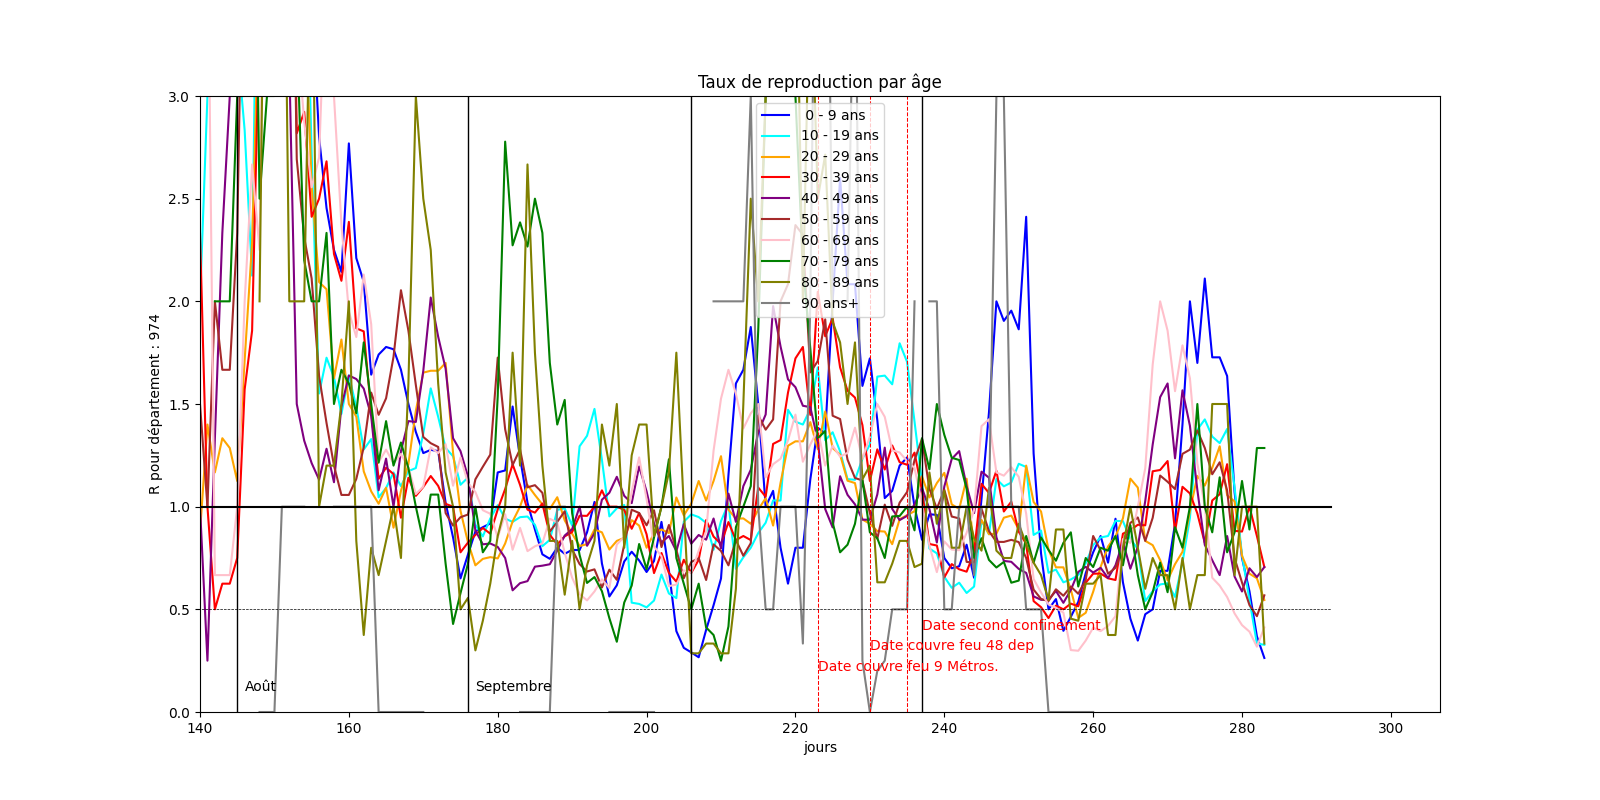 Taux de reproduction par âge
R pour département : 974
3.0
2.5
2.0
1.5
1.0
0.5
0.0
0 - 9 ans
10 - 19 ans
20 - 29 ans
30 - 39 ans
40 - 49 ans
50 - 59 ans
60 - 69 ans
70 - 79 ans
80 - 89 ans
90 ans+
Date second confinement
Date couvre feu 48 dep
Date couvre feu 9 Métros.
Août
Septembre
140 160 180 200 220 240 260 280 300
jours